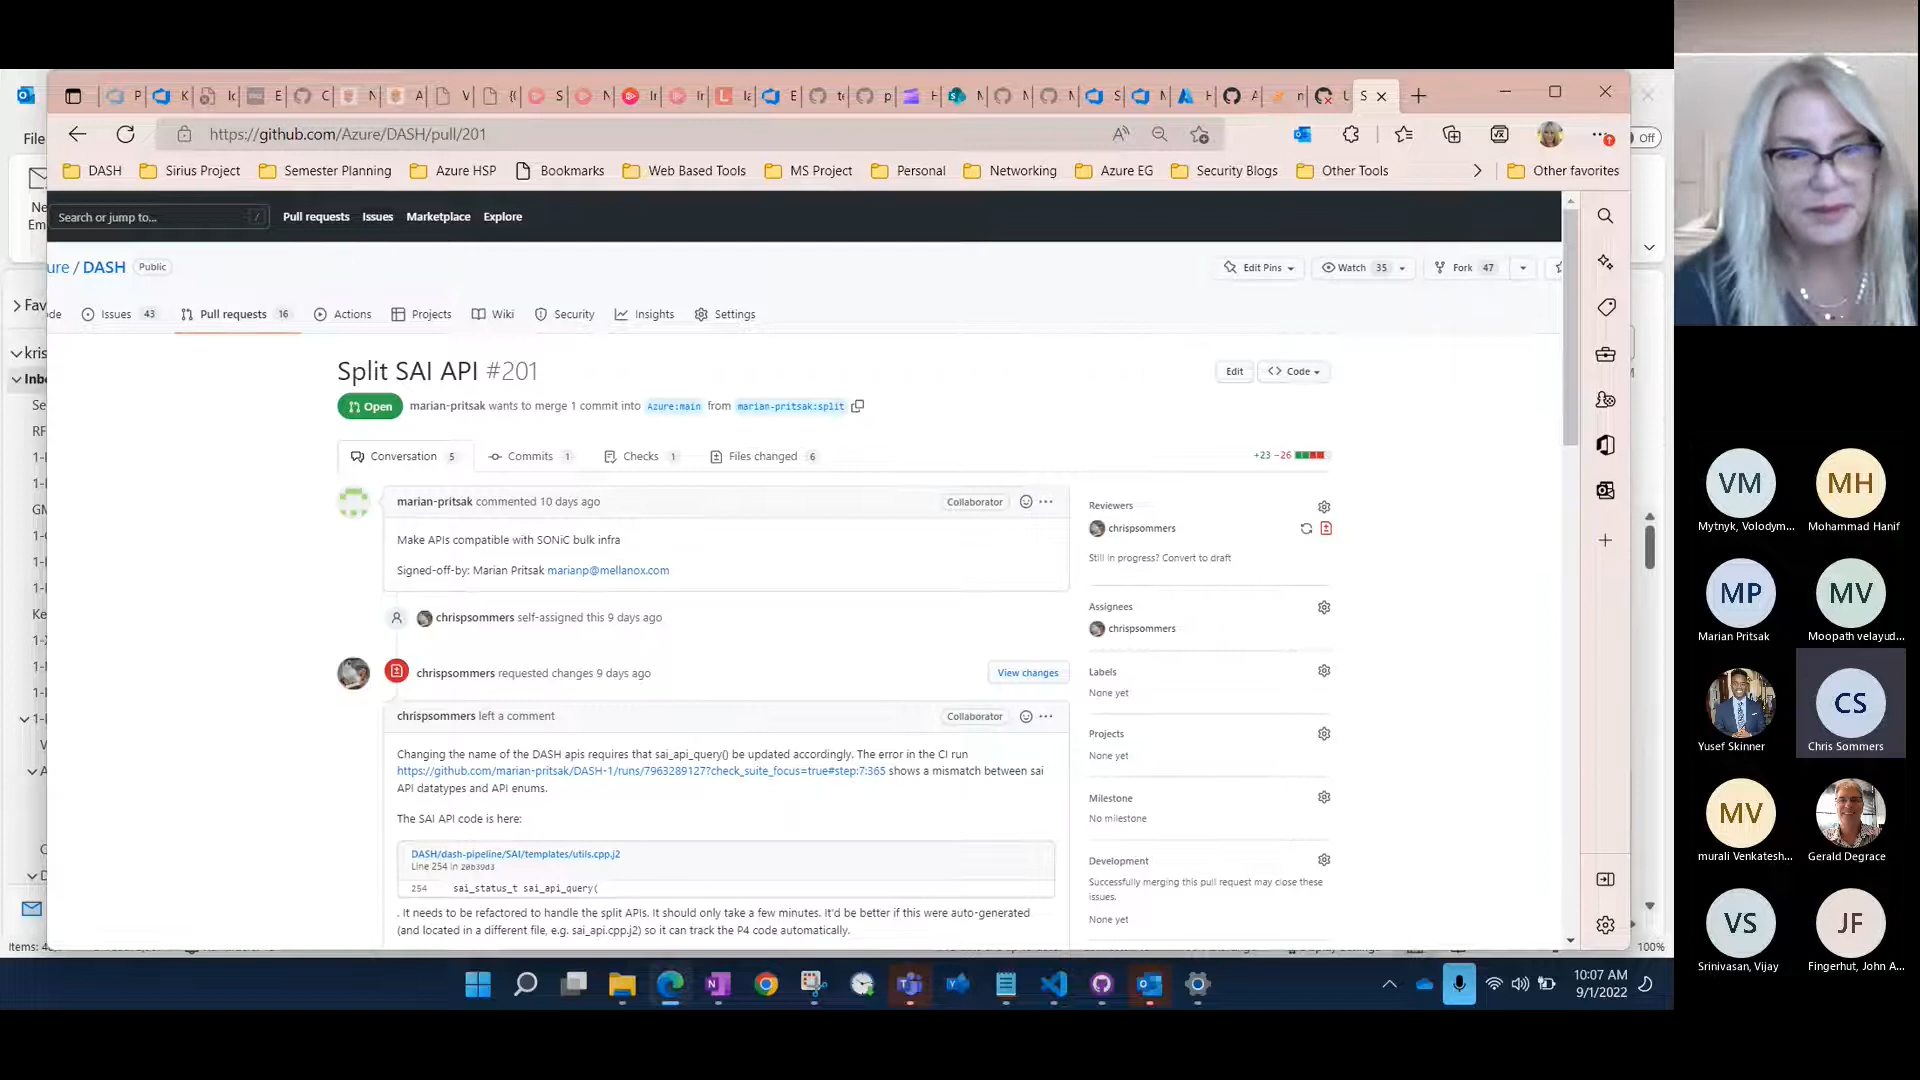 File
Off
https://github.com/Azure/DASH/pull/201
DASH
Sirius Project
Semester Planning
Azure HSP
Bookmarks
Web Based Tools
MS Project
Personal
Networking
Azure EG
Security Blogs
Other Tools
Other favorites
Search or jump to...
Pull requests
Issues
Marketplace
Explore
ure / DASH Public
Edit Pins
Watch 35
Fork 47
de
Issues 43
Pull requests 16
Actions
Projects
Wiki
Security
Insights
Settings
Split SAI API #201
Edit
<> Code
Open
marian-pritsak wants to merge 1 commit into Azure:main from marian-pritsak:split
Conversation 5
Commits 1
Checks 1
Files changed 6
+23 −26
marian-pritsak commented 10 days ago
Collaborator
Make APIs compatible with SONiC bulk infra
Signed-off-by: Marian Pritsak marianp@mellanox.com
chrispsommers self-assigned this 9 days ago
chrispsommers requested changes 9 days ago
View changes
chrispsommers left a comment
Collaborator
Changing the name of the DASH apis requires that sai_api_query() be updated accordingly. The error in the CI run
https://github.com/marian-pritsak/DASH-1/runs/7963289127?check_suite_focus=true#step:7:365 shows a mismatch between sai
API datatypes and API enums.
The SAI API code is here:
DASH/dash-pipeline/SAI/templates/utils.cpp.j2
Line 254 in 20b39d3
254 sai_status_t sai_api_query(
. It needs to be refactored to handle the split APIs. It should only take a few minutes. It'd be better if this were auto-generated
(and located in a different file, e.g. sai_api.cpp.j2) so it can track the P4 code automatically.
Reviewers
chrispsommers
Still in progress? Convert to draft
Assignees
chrispsommers
Labels
None yet
Projects
None yet
Milestone
No milestone
Development
Successfully merging this pull request may close these
issues.
None yet
100%
10:07 AM
9/1/2022
VM
Mytnyk, Volodym...
MH
Mohammad Hanif
MP
Marian Pritsak
MV
Moopath velayud...
Yusef Skinner
CS
Chris Sommers
MV
murali Venkatesh...
Gerald Degrace
VS
Srinivasan, Vijay
JF
Fingerhut, John A...